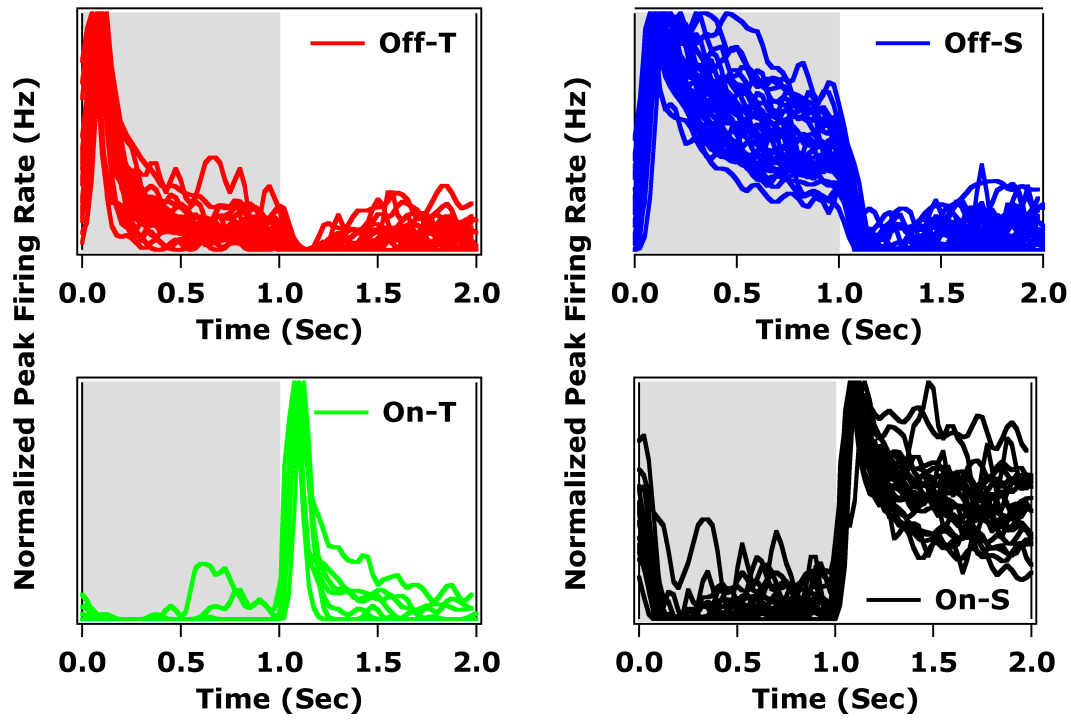 Normalized Peak Firing Rate (Hz)
Off-T
0.0 0.5 1.0 1.5 2.0
Time (Sec)
Normalized Peak Firing Rate (Hz)
Off-S
0.0 0.5 1.0 1.5 2.0
Time (Sec)
On-T
0.0 0.5 1.0 1.5 2.0
Time (Sec)
On-S
0.0 0.5 1.0 1.5 2.0
Time (Sec)